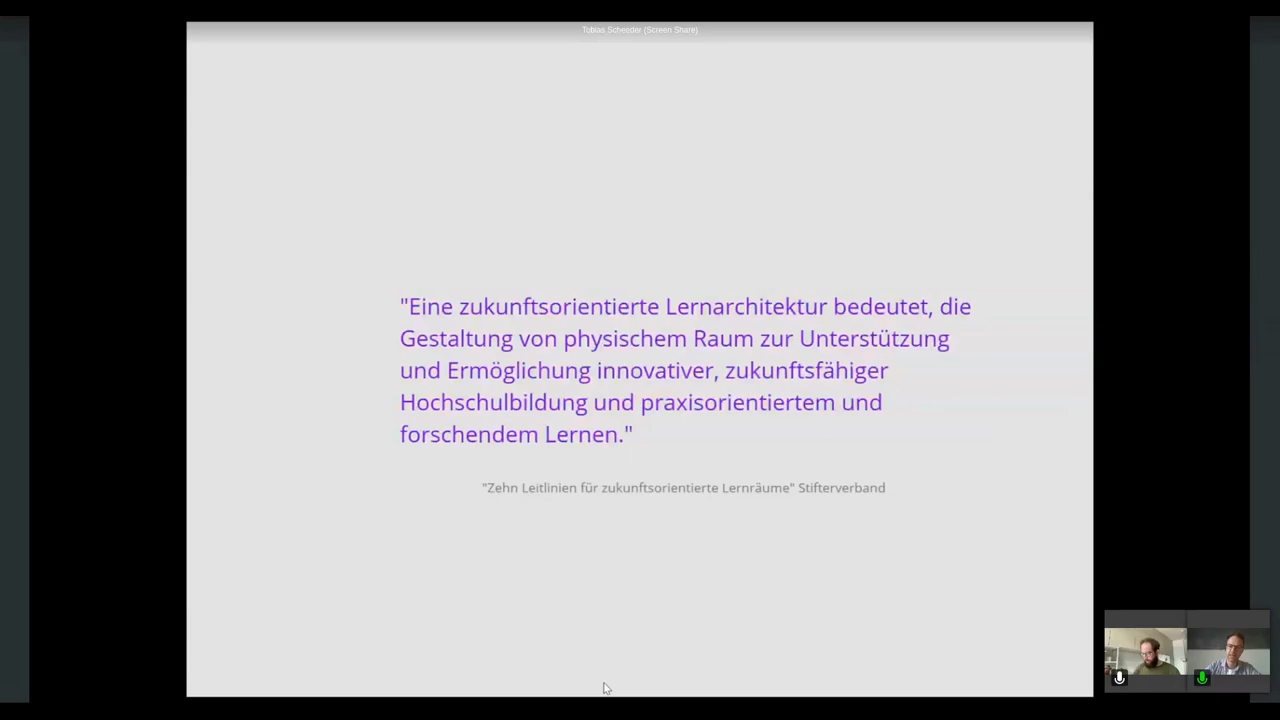 Tobias Schenider (Screen Share)
"Eine zukunftsorientierte Lernarchitektur bedeutet, die
Gestaltung von physischem Raum zur Unterstützung
und Ermöglichung innovativer, zukunftsfähiger
Hochschulbildung und praxisorientiertem und
forschendem Lernen."
"Zehn Leitlinien für zukunftsorientierte Lernräume" Stifterverband